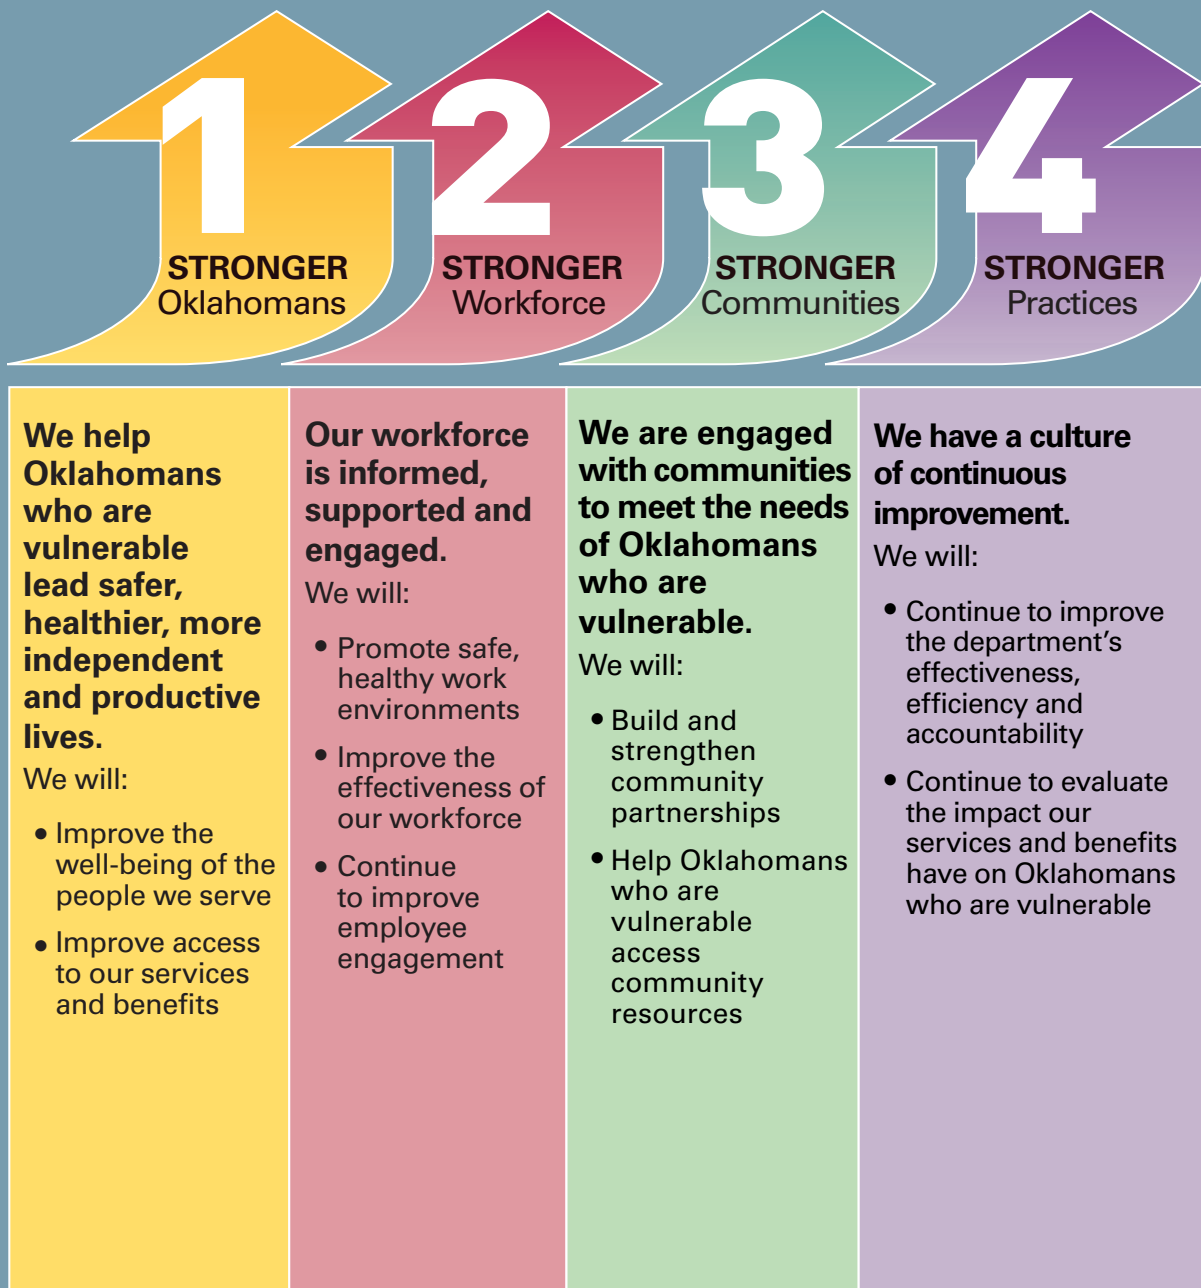 1
STRONGER
Oklahomans
2
STRONGER
Workforce
3
STRONGER
Communities
4
STRONGER
Practices
We help
Oklahomans
who are
vulnerable
lead safer,
healthier, more
independent
and productive
lives.
We will:
• Improve the
well-being of the
people we serve
• Improve access
to our services
and benefits
Our workforce
is informed,
supported and
engaged.
We will:
• Promote safe,
healthy work
environments
• Improve the
effectiveness of
our workforce
• Continue
to improve
employee
engagement
We are engaged
with communities
to meet the needs
of Oklahomans
who are
vulnerable.
We will:
• Build and
strengthen
community
partnerships
• Help Oklahomans
who are
vulnerable
access
community
resources
We have a culture
of continuous
improvement.
We will:
• Continue to improve
the department’s
effectiveness,
efficiency and
accountability
• Continue to evaluate
the impact our
services and benefits
have on Oklahomans
who are vulnerable